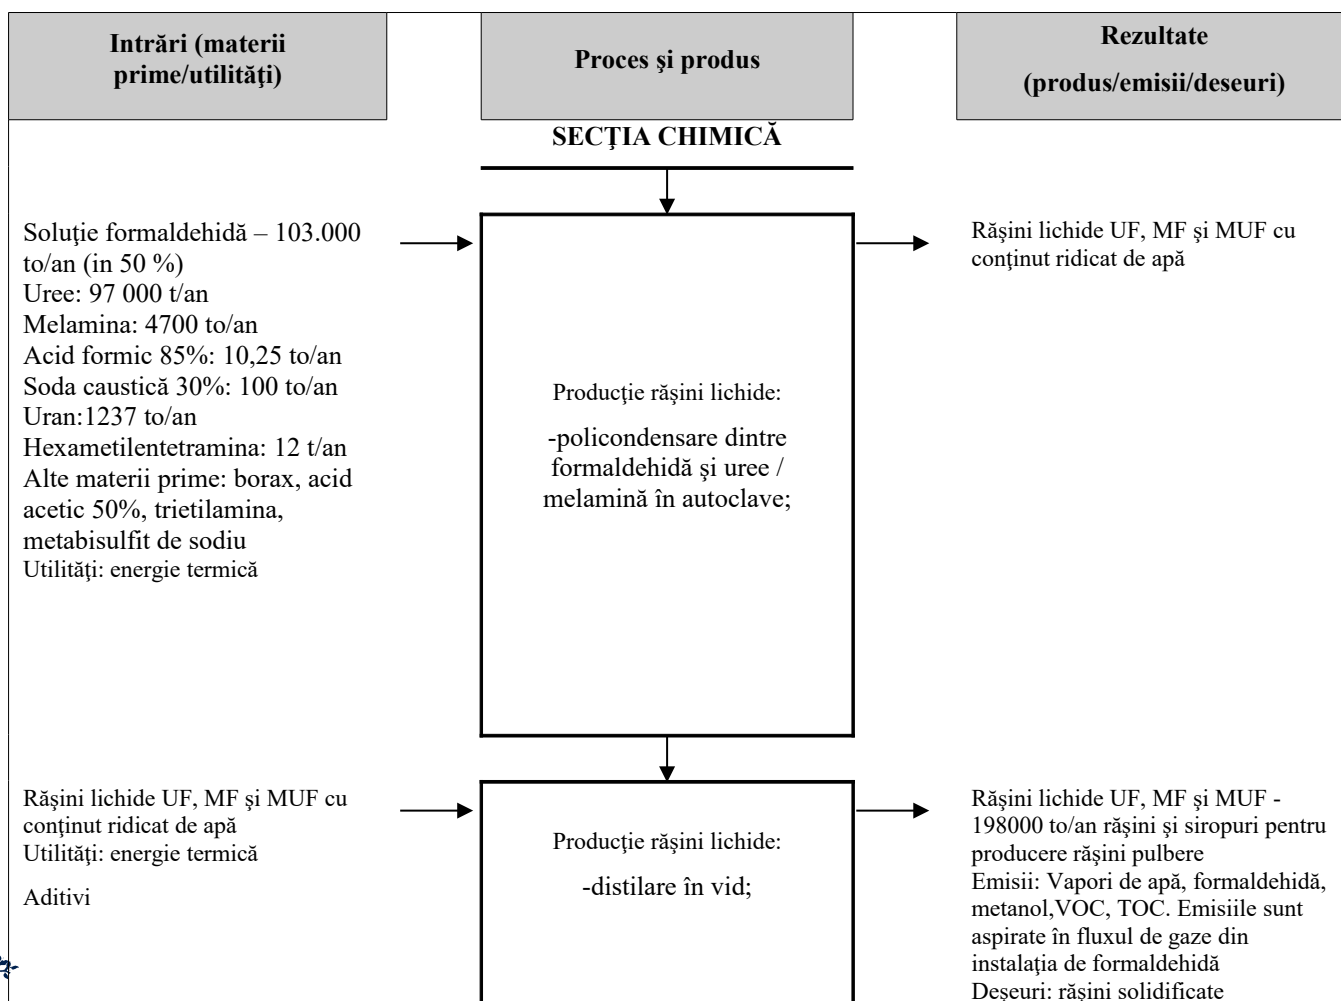 Intrări (materii
prime/utilităţi)
Proces şi produs
Rezultate
(produs/emisii/deseuri)
SECŢIA CHIMICĂ
Soluţie formaldehidă – 103.000
to/an (in 50 %)
Uree: 97 000 t/an
Melamina: 4700 to/an
Acid formic 85%: 10,25 to/an
Soda caustică 30%: 100 to/an
Uran:1237 to/an
Hexametilentetramina: 12 t/an
Alte materii prime: borax, acid
acetic 50%, trietilamina,
metabisulfit de sodiu
Utilităţi: energie termică
Producţie răşini lichide:
-policondensare dintre
formaldehidă şi uree /
melamină în autoclave;
Răşini lichide UF, MF şi MUF cu
conţinut ridicat de apă
Răşini lichide UF, MF şi MUF cu
conţinut ridicat de apă
Utilităţi: energie termică
Aditivi
Producţie răşini lichide:
-distilare în vid;
Răşini lichide UF, MF şi MUF -
198000 to/an răşini şi siropuri pentru
producere răşini pulbere
Emisii: Vapori de apă, formaldehidă,
metanol,VOC, TOC. Emisiile sunt
aspirate în fluxul de gaze din
instalaţia de formaldehidă
Deşeuri: răşini solidificate